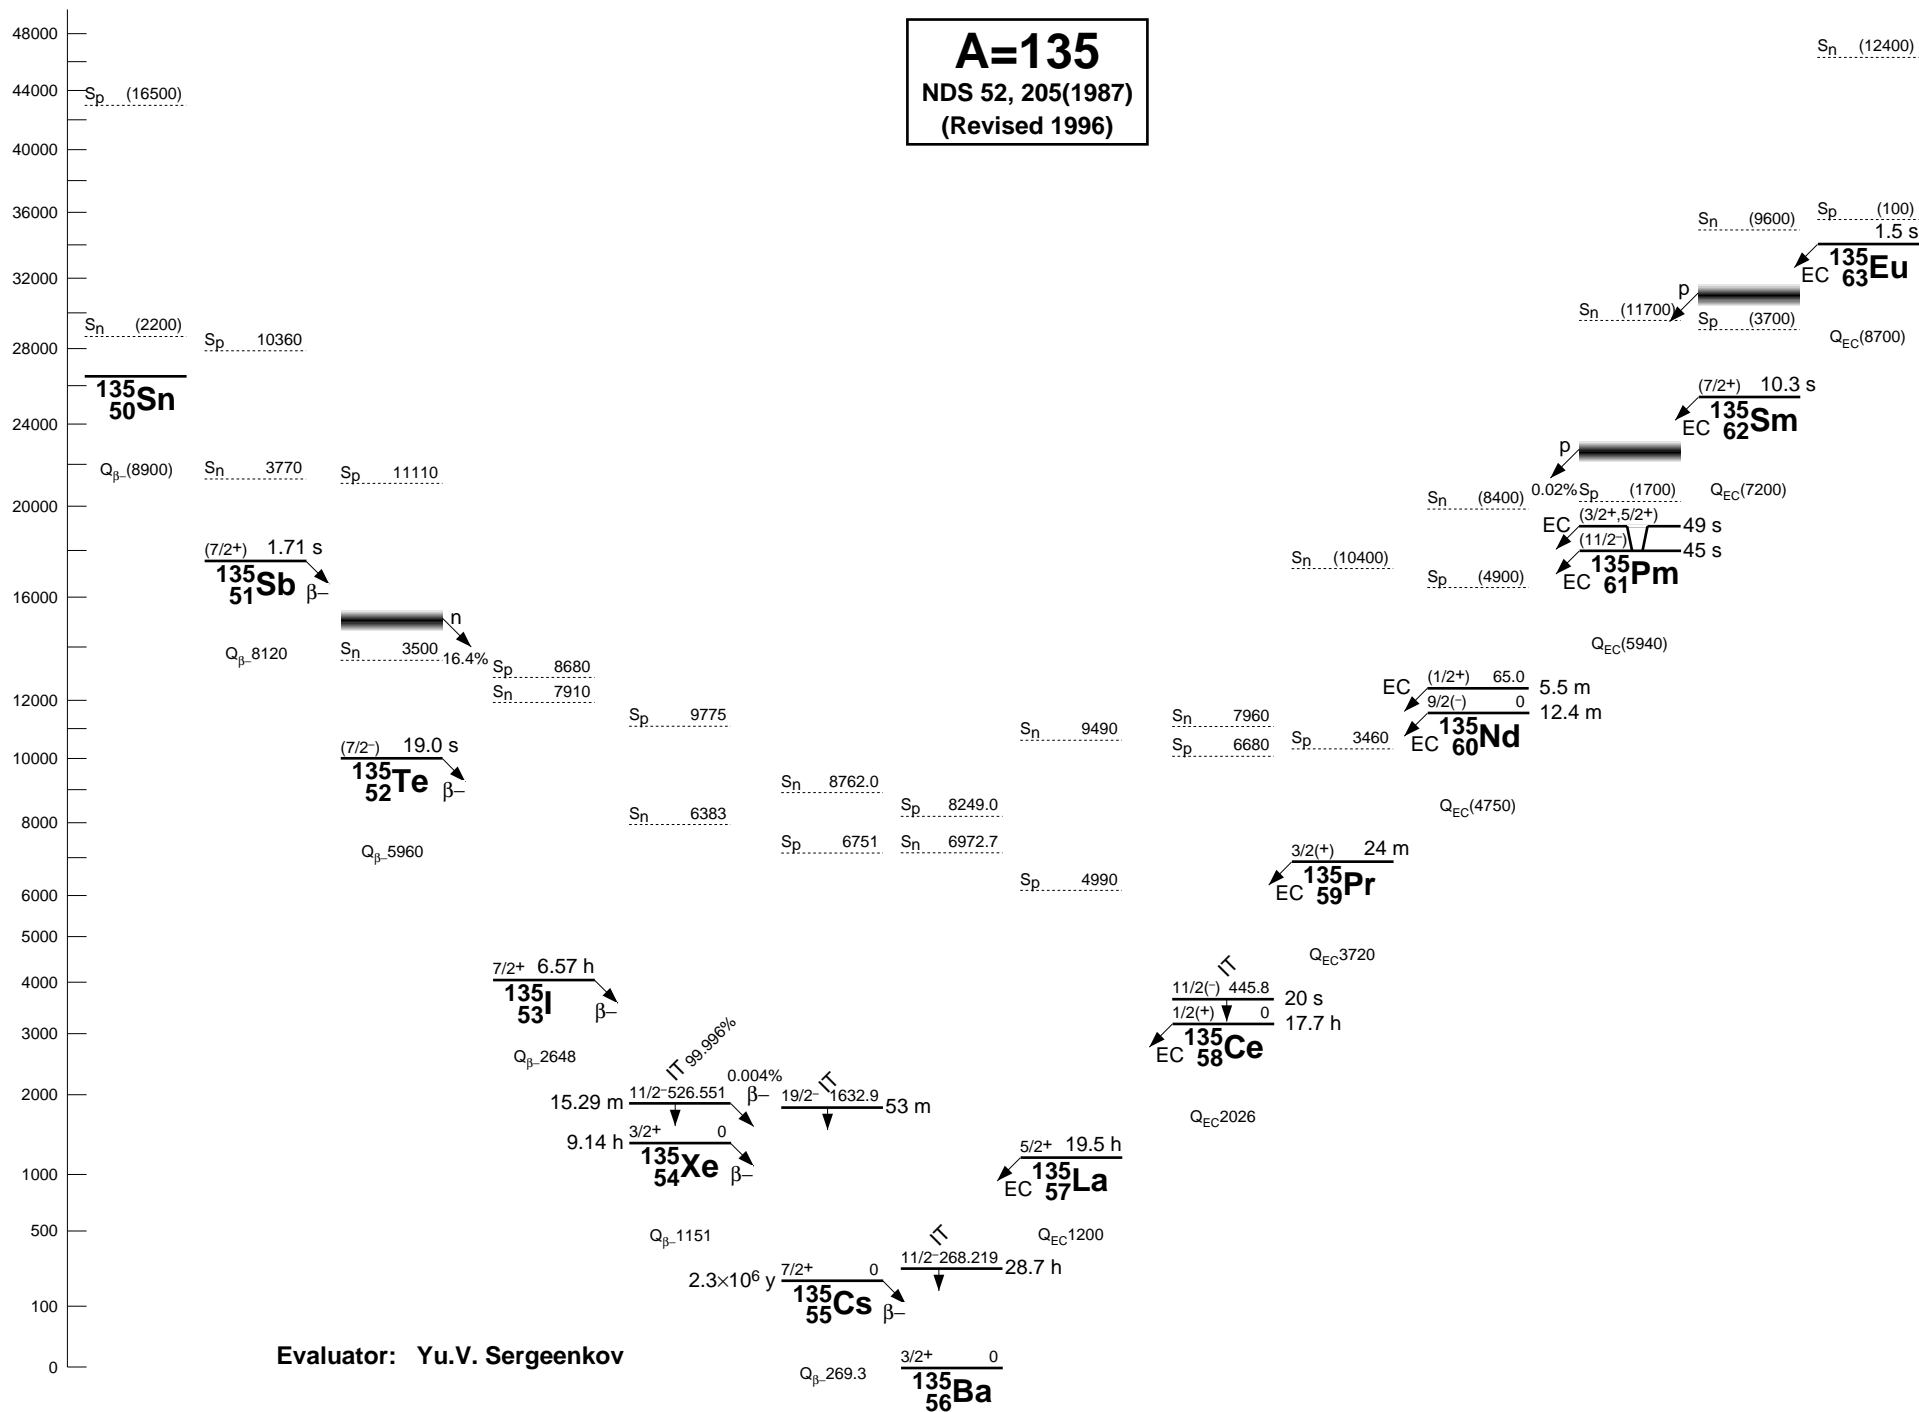 A=135
NDS 52, 205(1987)
(Revised 1996)
48000
44000
40000
36000
32000
28000
24000
20000
16000
12000
10000
8000
6000
5000
4000
3000
2000
1000
500
100
0
Sp (16500)
Sn (2200)
135 50Sn
Qβ−(8900)
Sp 10360
Sn 3770
(7/2+) 1.71 s
135 51Sb β−
Qβ−8120
Sp 11110
n
Sn 3500
16.4%
(7/2−) 19.0 s
135 52Te β−
Qβ−5960
Sp 8680
Sn 7910
7/2+ 6.57 h
135 53I β−
Qβ−2648
Sp 9775
Sn 6383
IT 99.996%
0.004%
15.29 m 11/2− 526.551 β−
9.14 h 3/2+ 0
135 54Xe β−
Qβ−1151
Sn 8762.0
Sp 6751
IT
19/2− 1632.9 53 m
2.3×10⁶ y 7/2+ 0
135 55Cs β−
Qβ−269.3
Sp 8249.0
Sn 6972.7
IT
11/2− 268.219 28.7 h
3/2+ 0
135 56Ba
Sn 9490
Sp 4990
5/2+ 19.5 h
EC 135 57La
QEC1200
Sn 7960
Sp 6680
IT
11/2(−) 445.8 20 s
1/2(+) 0 17.7 h
EC 135 58Ce
QEC2026
Sn (10400)
Sp 3460
3/2(+) 24 m
EC 135 59Pr
QEC3720
Sn (8400)
Sp (4900)
EC (1/2+) 65.0 5.5 m
9/2(−) 0 12.4 m
EC 135 60Nd
QEC(4750)
Sn (11700)
p
0.02%
Sp (1700)
EC (3/2+,5/2+) 49 s
(11/2−) 45 s
EC 135 61Pm
QEC(5940)
Sn (9600)
p
Sp (3700)
(7/2+) 10.3 s
EC 135 62Sm
QEC(7200)
Sn (12400)
Sp (100)
1.5 s
EC 135 63Eu
QEC(8700)
Evaluator: Yu.V. Sergeenkov